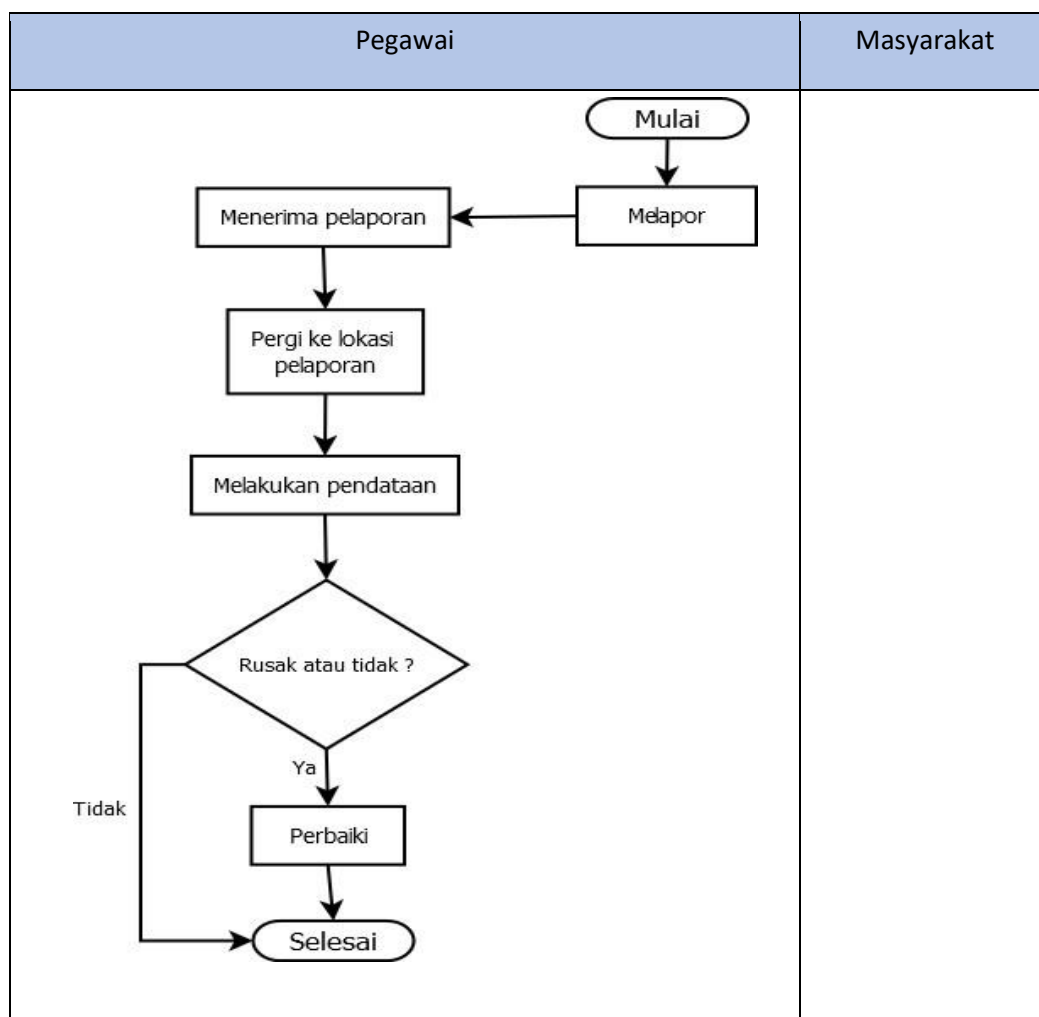 Pegawai
Masyarakat
Mulai
Melapor
Menerima pelaporan
Pergi ke lokasi
pelaporan
Melakukan pendataan
Rusak atau tidak ?
Ya
Tidak
Perbaiki
Selesai